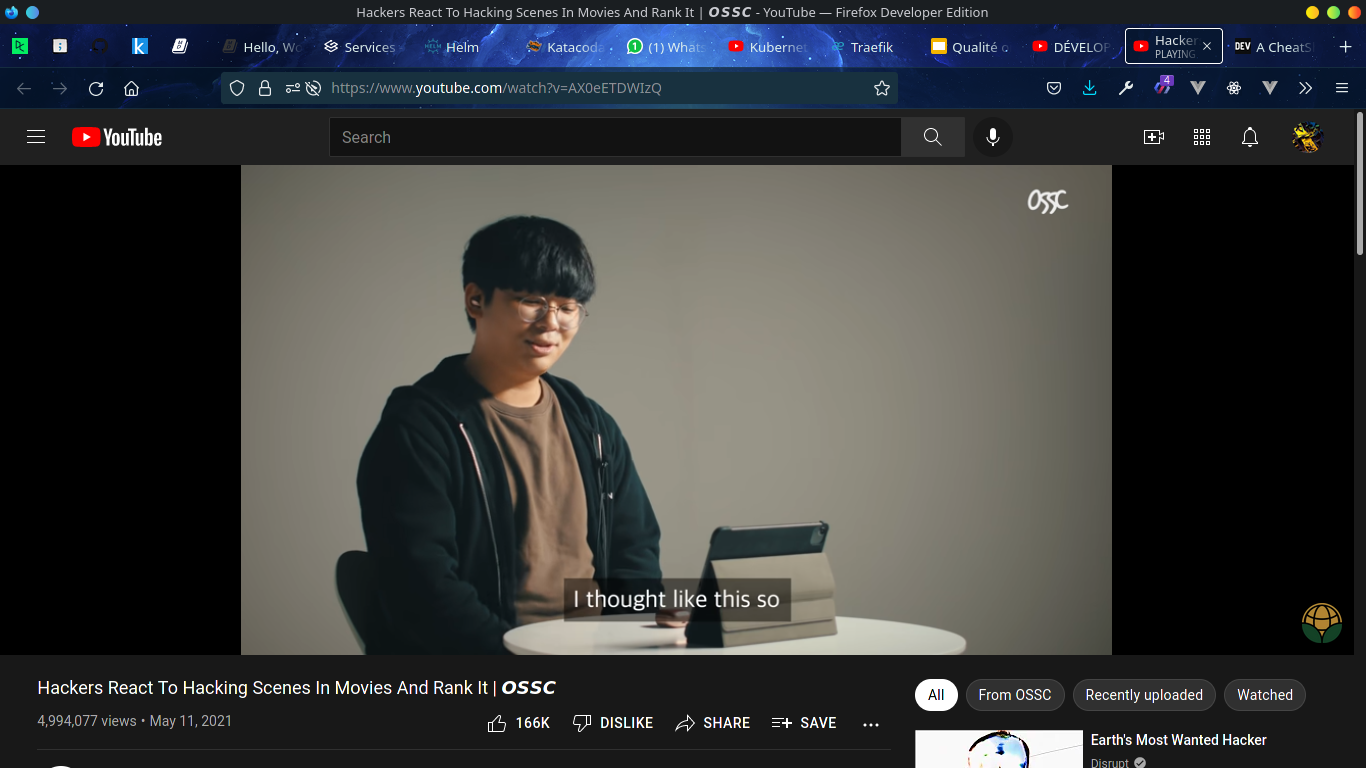 Hackers React To Hacking Scenes In Movies And Rank It | OSSC - YouTube — Firefox Developer Edition
Hello, Wo
Services
Helm
Katacoda
(1) What
Kubernet
Traefik
Qualité
DÉVELOP
Hacker
PLAYING
DEV
A CheatS
https://www.youtube.com/watch?v=AX0eETDWIzQ
4
YouTube
Search
OSSC
I thought like this so
Hackers React To Hacking Scenes In Movies And Rank It | OSSC
4,994,077 views • May 11, 2021
166K
DISLIKE
SHARE
SAVE
All
From OSSC
Recently uploaded
Watched
Earth's Most Wanted Hacker
Disrupt